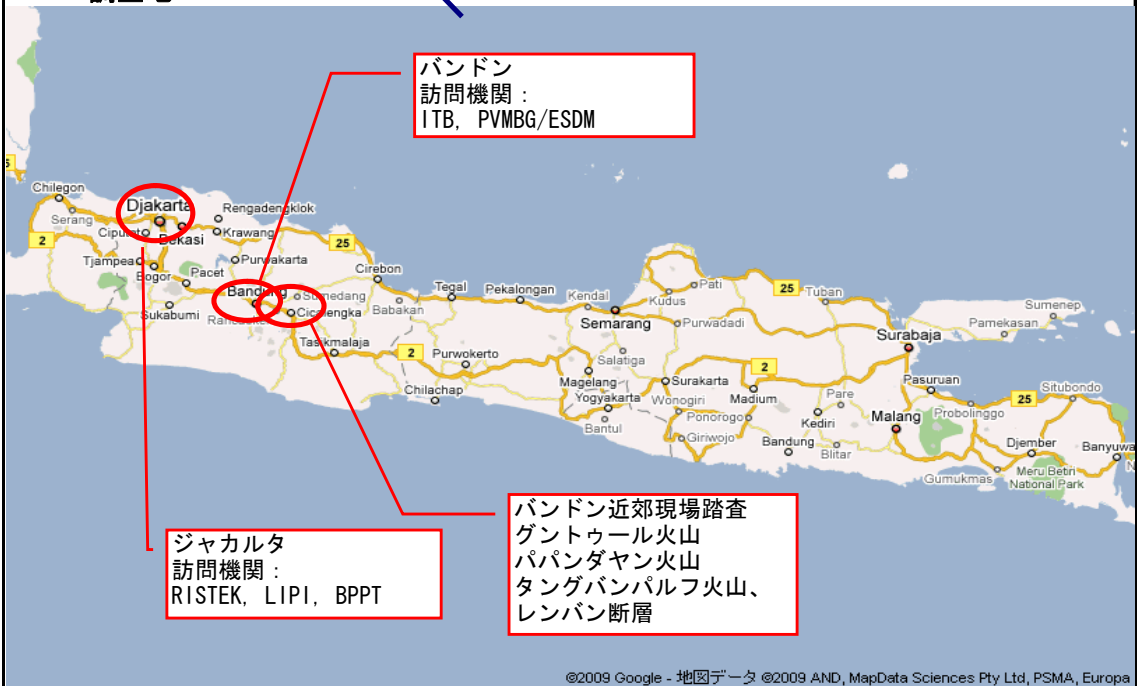 バンドン
訪問機関：
ITB, PVMBG/ESDM
Chilegon
Serang
Djakarta
Rengadengklok
Ciputat
Bekasi
Krawang
25
2
Tjampea
Bogor
Pacet
Purwakarta
Cirebon
Bandung
Sumedang
Sukabumi
Cicalengka
Babakan
Tegal
Pekalongan
Kendal
Semarang
Kudus
Pati
25
Tuban
Purwadadi
Surabaja
Sumenep
Pamekasan
Tasikmalaja
2
Purwokerto
Salatiga
Chilachap
Magelang
Yogyakarta
Bantul
Surakarta
Wonogiri
Ponorogo
Giriwojo
2
Madium
Pare
Kediri
Bandung
Blitar
Malang
Pasuruan
Probolinggo
25
Situbondo
Djember
Gumukmas
Meru Betiri
National Park
ジャカルタ
訪問機関：
RISTEK, LIPI, BPPT
バンドン近郊現場踏査
グントゥール火山
パパンダヤン火山
タングバンパルフ火山、
レンバン断層
©2009 Google - 地図データ ©2009 AND, MapData Sciences Pty Ltd, PSMA, Europa